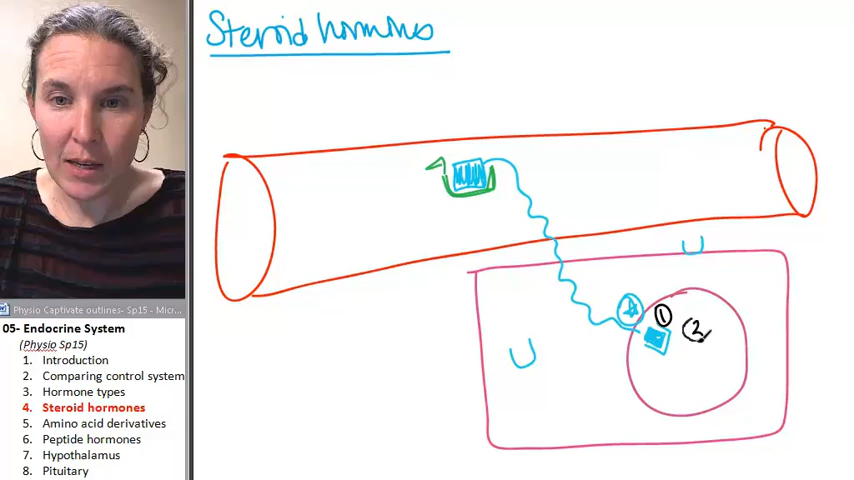 Steroid hormones
1
2
Physio Captivate outlines- Sp15 - Micr...
05- Endocrine System
(Physio Sp15)
1. Introduction
2. Comparing control system
3. Hormone types
4. Steroid hormones
5. Amino acid derivatives
6. Peptide hormones
7. Hypothalamus
8. Pituitary